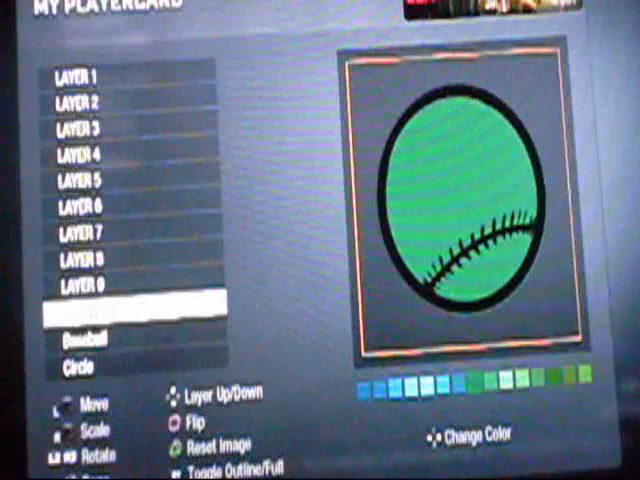 MY PLAYERCARD
LAYER 1
LAYER 2
LAYER 3
LAYER 4
LAYER 5
LAYER 6
LAYER 7
LAYER 8
LAYER 9
Baseball
Circle
Move
Scale
Rotate
Layer Up/Down
Flip
Reset Image
Toggle Outline/Full
Change Color